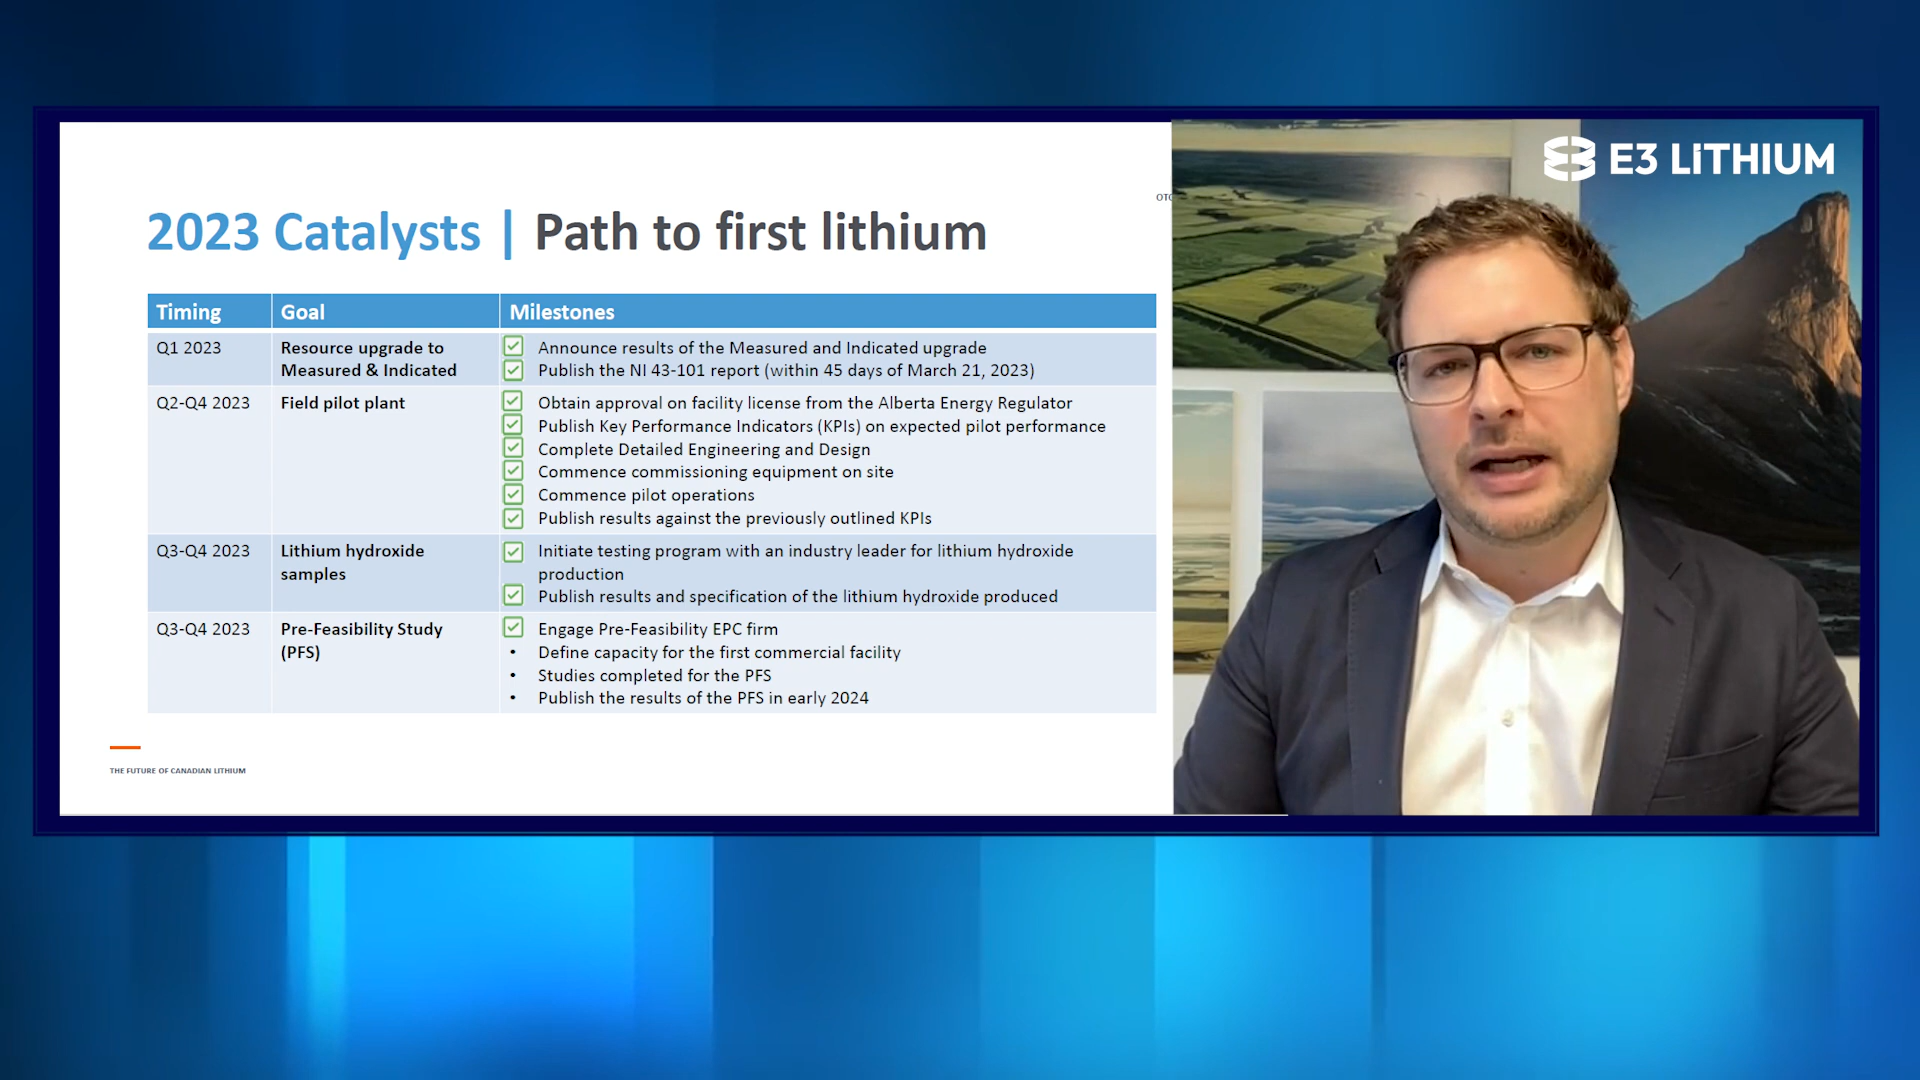 E3 LITHIUM
OTC
2023 Catalysts | Path to first lithium
Timing Goal Milestones
Q1 2023 Resource upgrade to Measured & Indicated
Announce results of the Measured and Indicated upgrade
Publish the NI 43-101 report (within 45 days of March 21, 2023)
Q2-Q4 2023 Field pilot plant
Obtain approval on facility license from the Alberta Energy Regulator
Publish Key Performance Indicators (KPIs) on expected pilot performance
Complete Detailed Engineering and Design
Commence commissioning equipment on site
Commence pilot operations
Publish results against the previously outlined KPIs
Q3-Q4 2023 Lithium hydroxide samples
Initiate testing program with an industry leader for lithium hydroxide
production
Publish results and specification of the lithium hydroxide produced
Q3-Q4 2023 Pre-Feasibility Study (PFS)
Engage Pre-Feasibility EPC firm
• Define capacity for the first commercial facility
• Studies completed for the PFS
• Publish the results of the PFS in early 2024
THE FUTURE OF CANADIAN LITHIUM